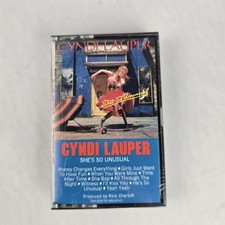 CYNDI LAUPER
She's So Unusual
CYNDI LAUPER
SHE'S SO UNUSUAL
Money Changes Everything • Girls Just Want
To Have Fun • When You Were Mine • Time
After Time • She Bop • All Through The
Night • Witness • I'll Kiss You • He's So
Unusual • Yeah Yeah
Produced by Rick Chertoff